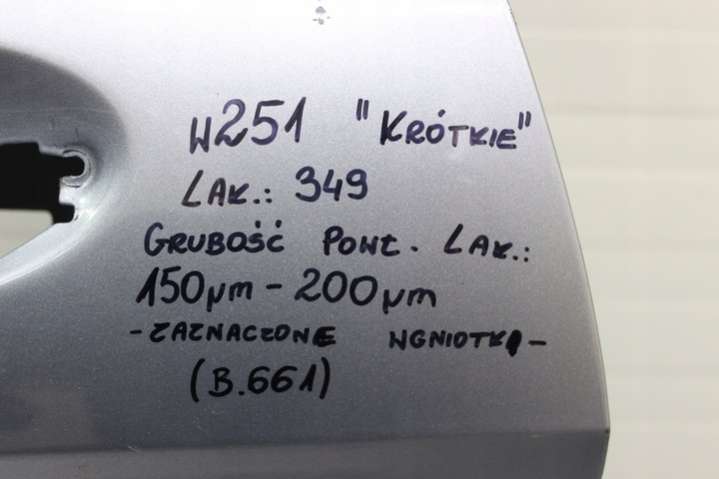 W251 "KRÓTKIE"
LAK.: 349
GRUBOŚĆ POWŁ. LAK.:
150µm - 200µm
- ZAZNACZONE WGNIOTKI -
(B.661)